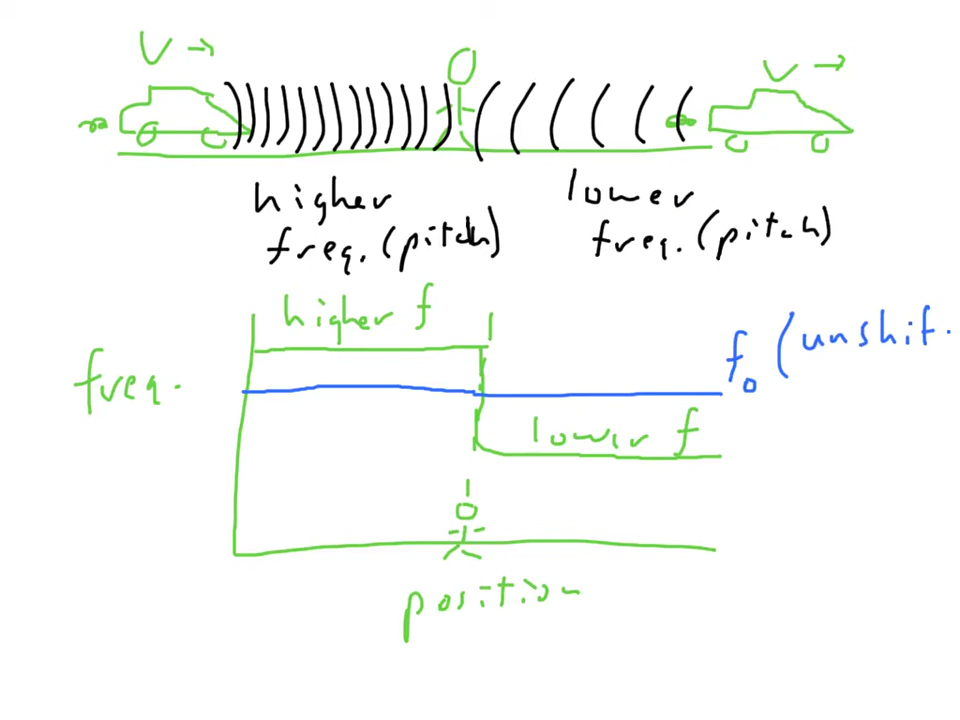 V → V →
higher
freq. (pitch)
lower
freq. (pitch)
higher f
freq.
f₀ (unshif.
lower f
position